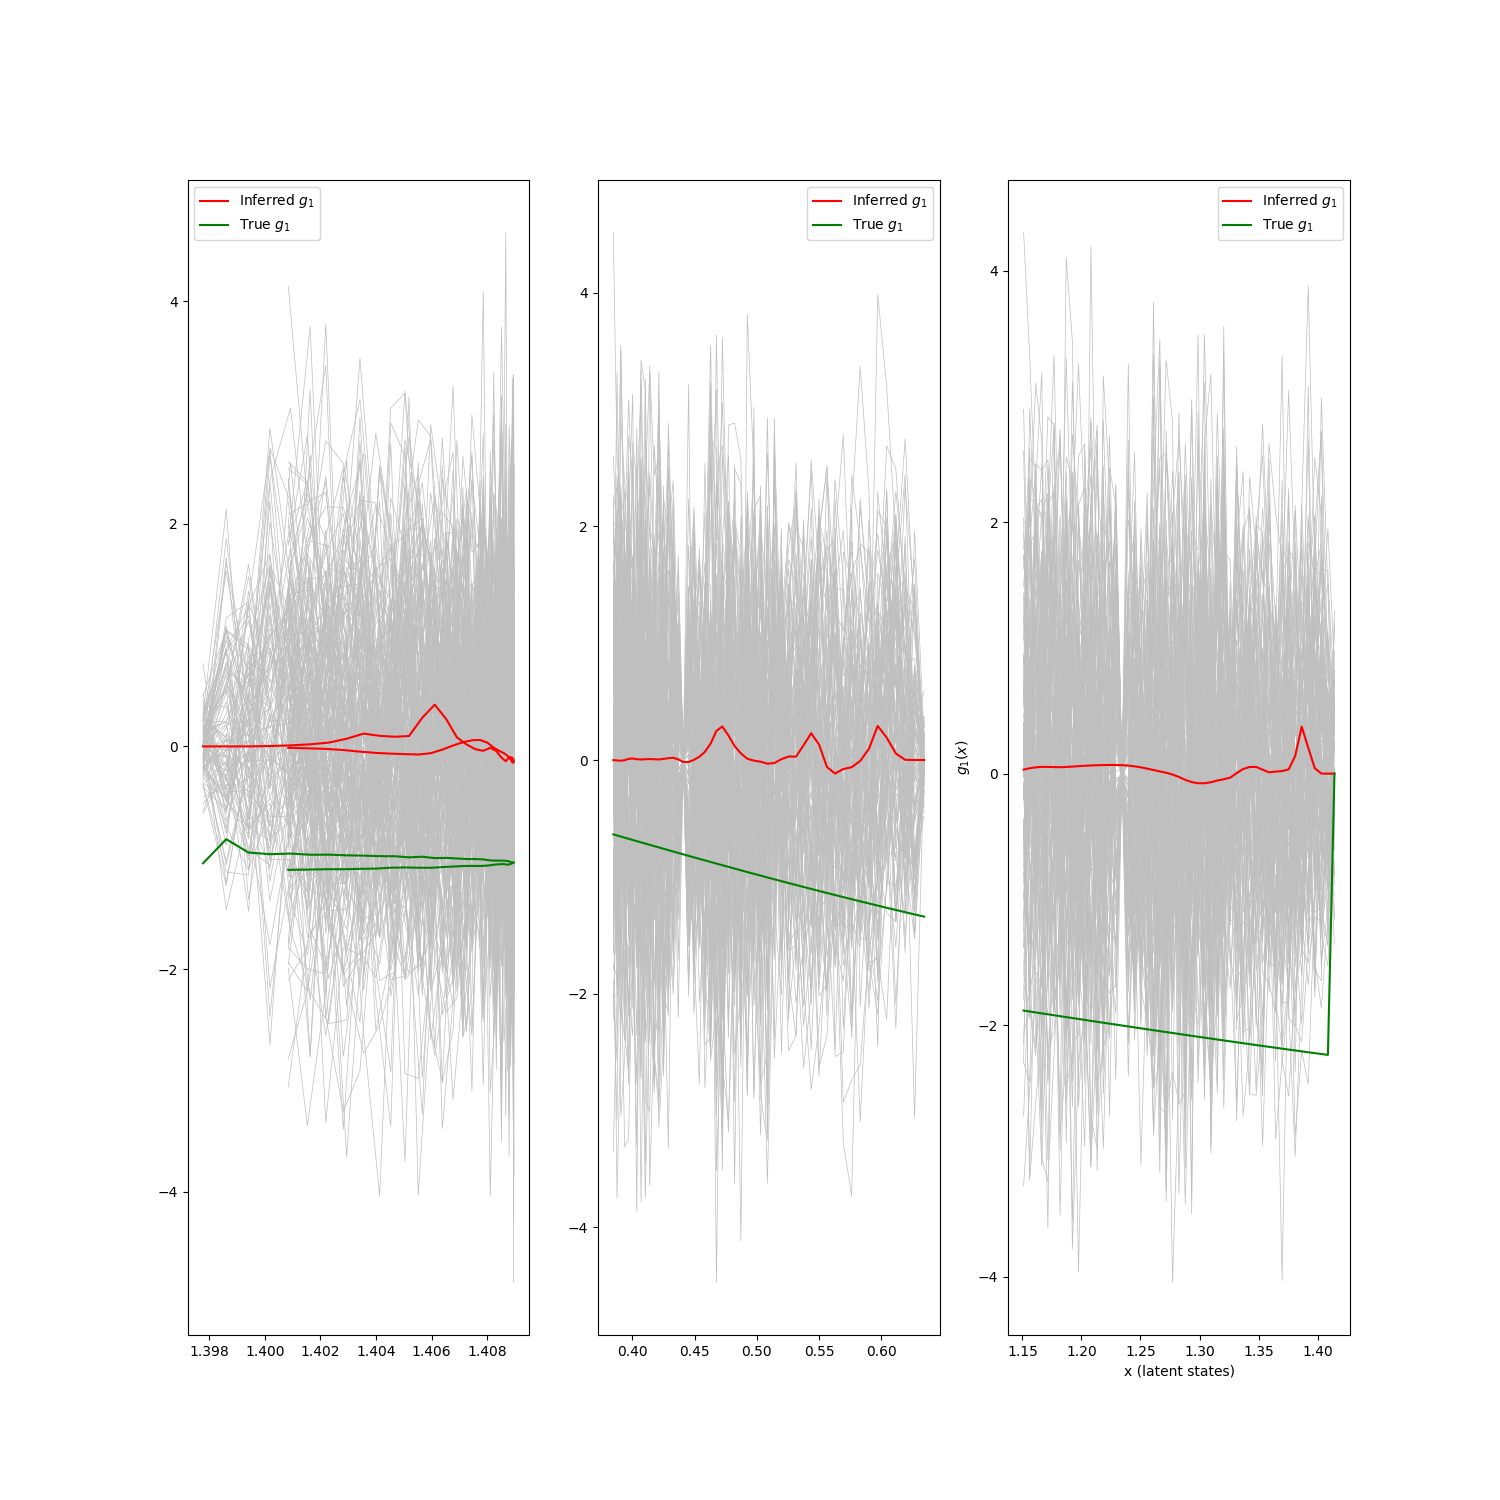 Inferred g₁
True g₁
4
2
0
−2
−4
1.398 1.400 1.402 1.404 1.406 1.408
Inferred g₁
True g₁
4
2
0
−2
−4
0.40 0.45 0.50 0.55 0.60
Inferred g₁
True g₁
g₁(x)
4
2
0
−2
−4
1.15 1.20 1.25 1.30 1.35 1.40
x (latent states)